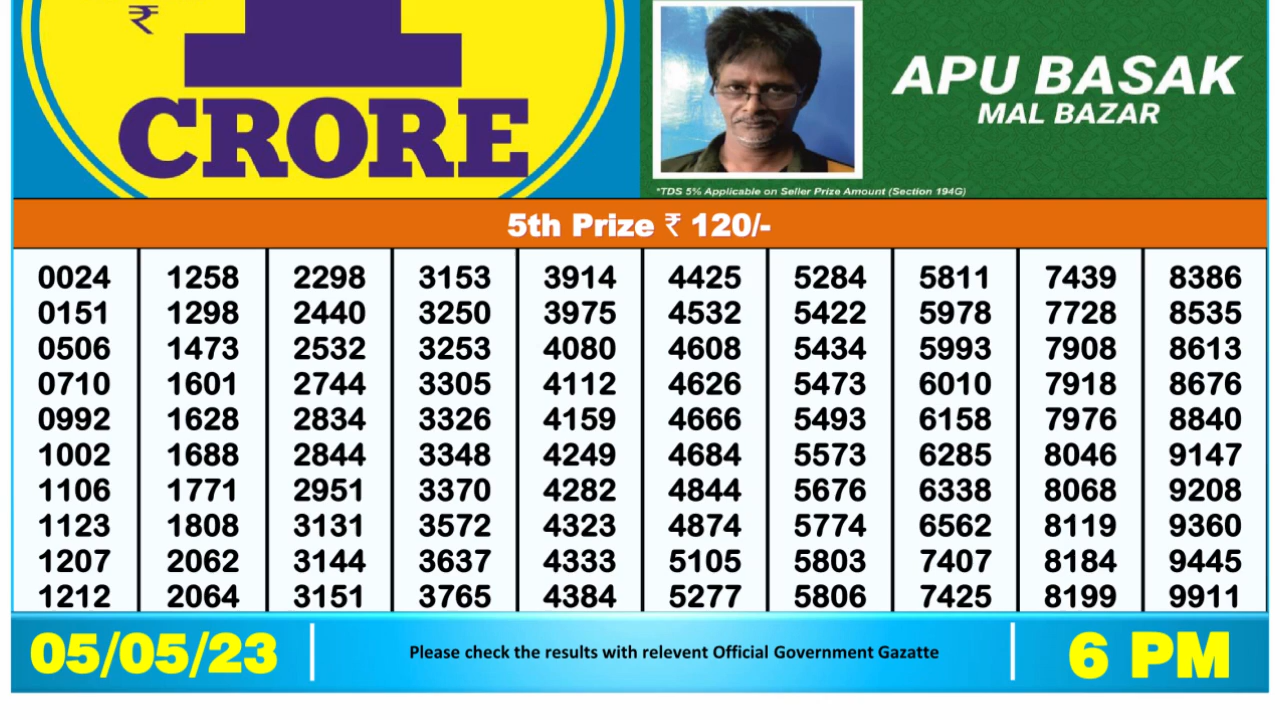 ₹
CRORE
APU BASAK
MAL BAZAR
*TDS 5% Applicable on Seller Prize Amount (Section 194G)
5th Prize ₹ 120/-
0024 1258 2298 3153 3914 4425 5284 5811 7439 8386
0151 1298 2440 3250 3975 4532 5422 5978 7728 8535
0506 1473 2532 3253 4080 4608 5434 5993 7908 8613
0710 1601 2744 3305 4112 4626 5473 6010 7918 8676
0992 1628 2834 3326 4159 4666 5493 6158 7976 8840
1002 1688 2844 3348 4249 4684 5573 6285 8046 9147
1106 1771 2951 3370 4282 4844 5676 6338 8068 9208
1123 1808 3131 3572 4323 4874 5774 6562 8119 9360
1207 2062 3144 3637 4333 5105 5803 7407 8184 9445
1212 2064 3151 3765 4384 5277 5806 7425 8199 9911
05/05/23 Please check the results with relevent Official Government Gazatte 6 PM